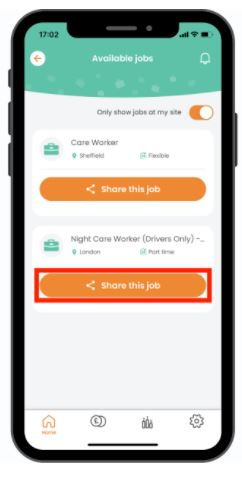 17:02
Available jobs
Only show jobs at my site
Care Worker
Sheffield Flexible
Share this job
Night Care Worker (Drivers Only) -...
London Part time
Share this job
Home